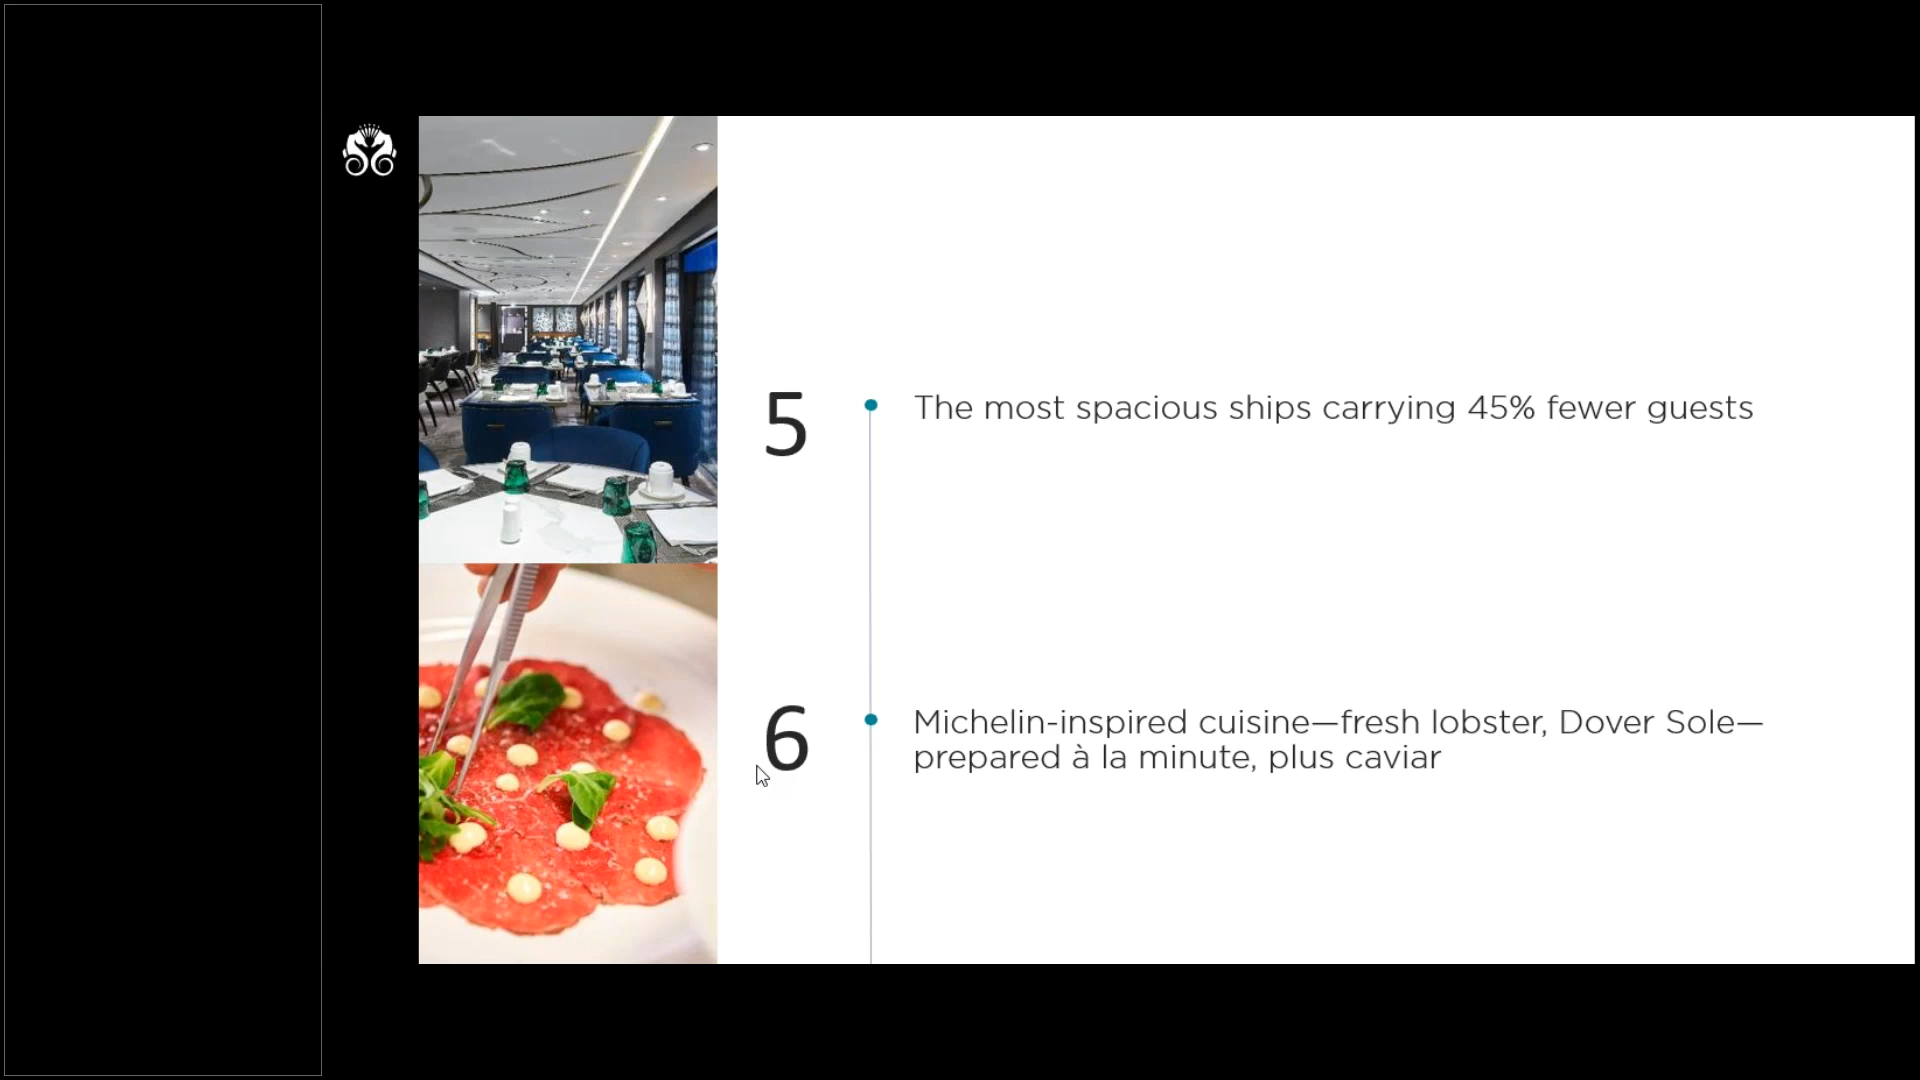 5
The most spacious ships carrying 45% fewer guests
6
Michelin-inspired cuisine—fresh lobster, Dover Sole—
prepared à la minute, plus caviar